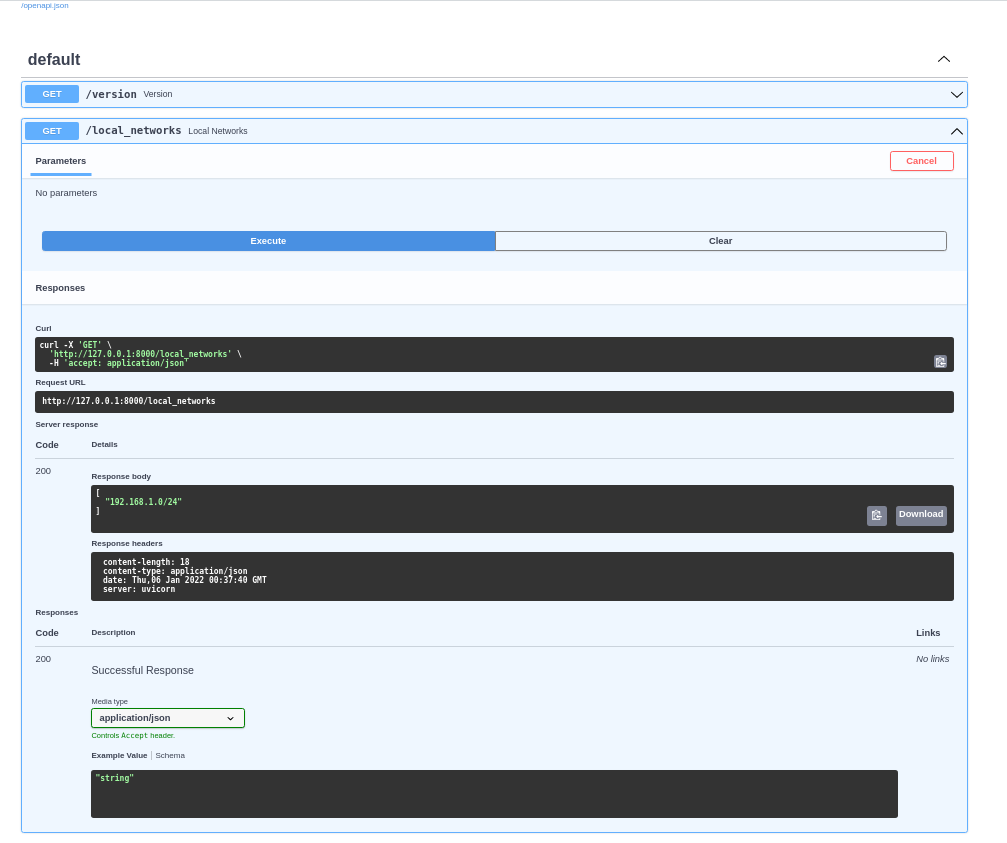 /openapi.json
default
GET /version Version
GET /local_networks Local Networks
Parameters Cancel
No parameters
Execute Clear
Responses
Curl
curl -X 'GET' \
'http://127.0.0.1:8000/local_networks' \
-H 'accept: application/json'
Request URL
http://127.0.0.1:8000/local_networks
Server response
Code Details
200
Response body
[
"192.168.1.0/24"
]
Download
Response headers
content-length: 18
content-type: application/json
date: Thu,06 Jan 2022 00:37:40 GMT
server: uvicorn
Responses
Code Description Links
200 No links
Successful Response
Media type
application/json
Controls Accept header.
Example Value | Schema
"string"